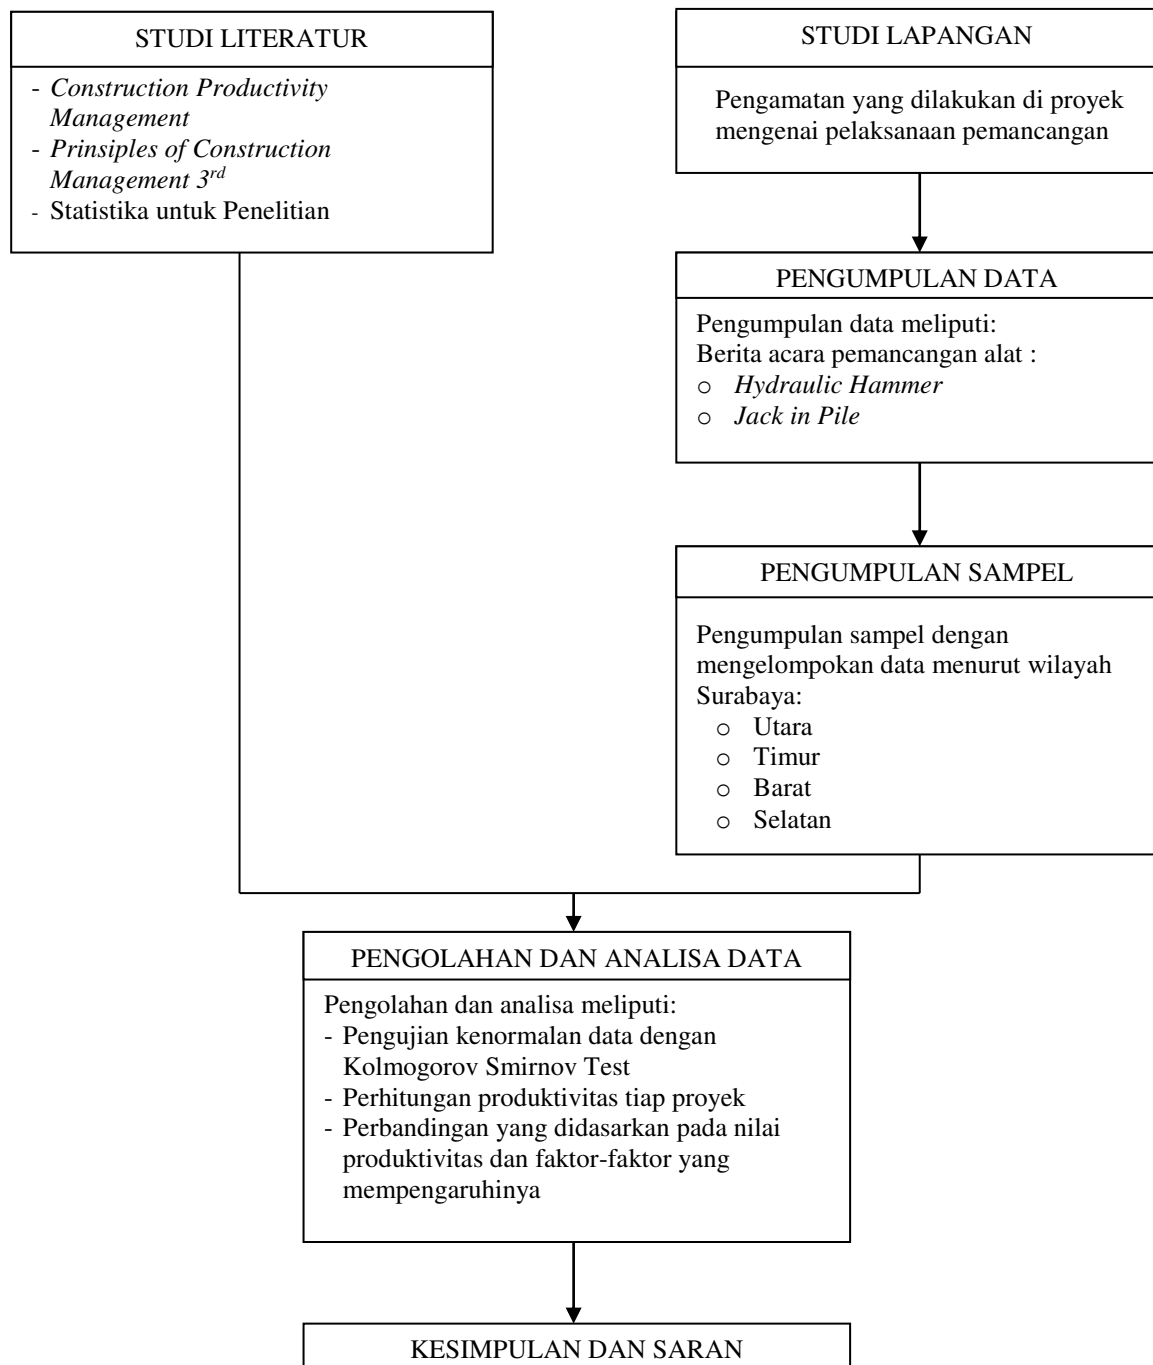 STUDI LITERATUR
- Construction Productivity
Management
- Prinsiples of Construction
Management 3rd
- Statistika untuk Penelitian
STUDI LAPANGAN
Pengamatan yang dilakukan di proyek
mengenai pelaksanaan pemancangan
PENGUMPULAN DATA
Pengumpulan data meliputi:
Berita acara pemancangan alat :
o Hydraulic Hammer
o Jack in Pile
PENGUMPULAN SAMPEL
Pengumpulan sampel dengan
mengelompokan data menurut wilayah
Surabaya:
o Utara
o Timur
o Barat
o Selatan
PENGOLAHAN DAN ANALISA DATA
Pengolahan dan analisa meliputi:
- Pengujian kenormalan data dengan
Kolmogorov Smirnov Test
- Perhitungan produktivitas tiap proyek
- Perbandingan yang didasarkan pada nilai
produktivitas dan faktor-faktor yang
mempengaruhinya
KESIMPULAN DAN SARAN